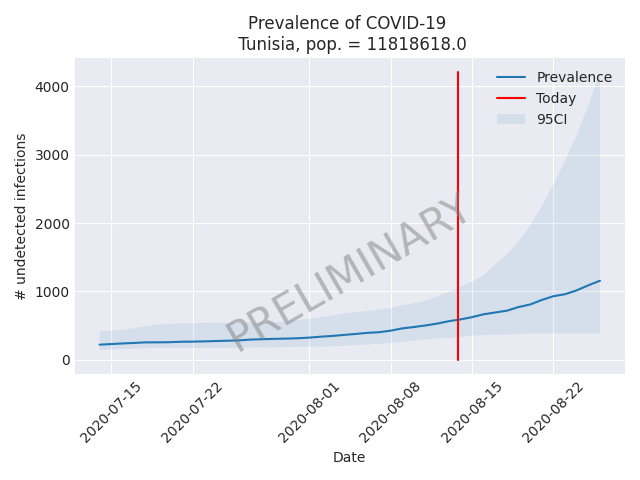 Prevalence of COVID-19
Tunisia, pop. = 11818618.0
Prevalence
Today
95CI
4000
3000
2000
1000
0
# undetected infections
PRELIMINARY
2020-07-15
2020-07-22
2020-08-01
2020-08-08
2020-08-15
2020-08-22
Date